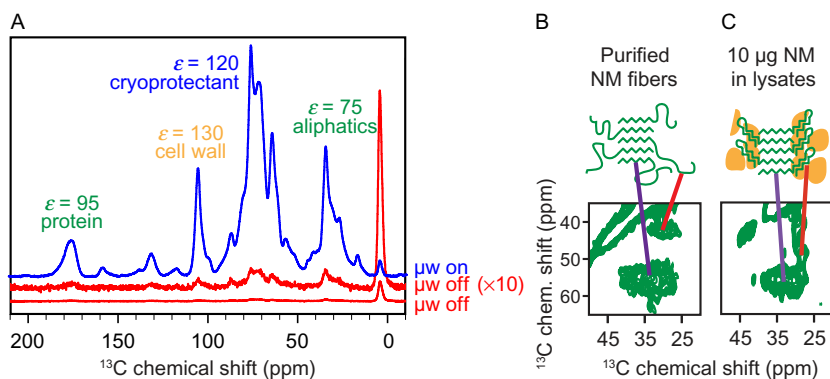 A
ε = 120
cryoprotectant
ε = 130
cell wall
ε = 75
aliphatics
ε = 95
protein
μw on
μw off (×10)
μw off
200 150 100 50 0
¹³C chemical shift (ppm)
B
Purified
NM fibers
C
10 μg NM
in lysates
¹³C chem. shift (ppm)
40
50
60
45 35 25 45 35 25
¹³C chemical shift (ppm)